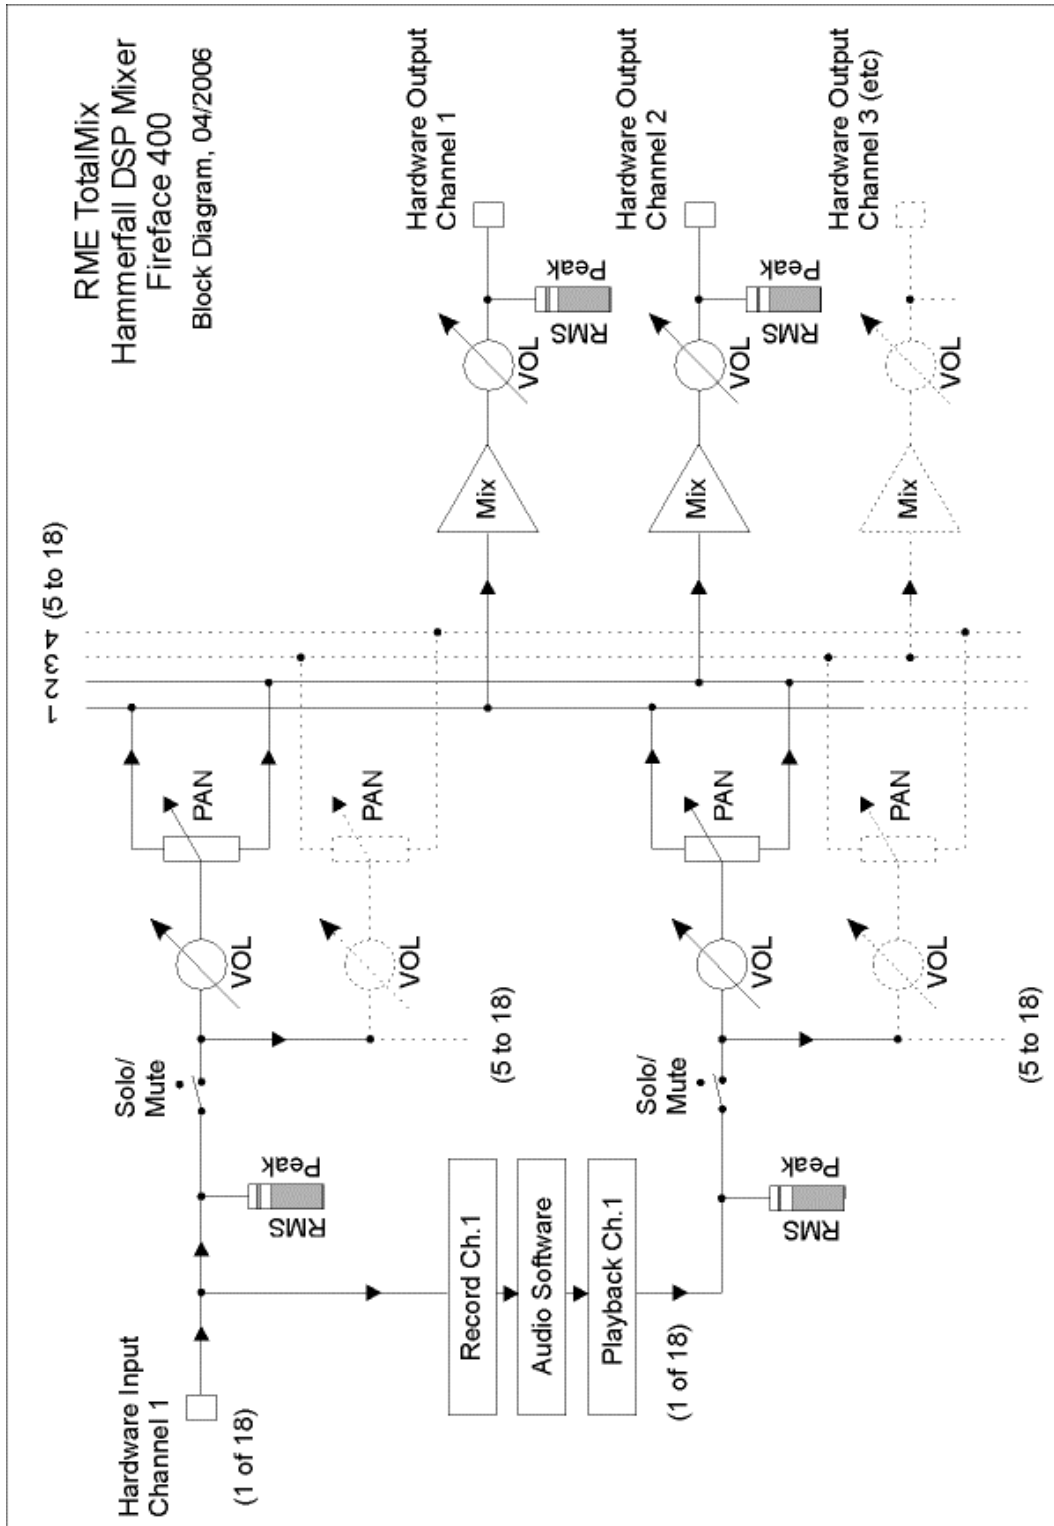 RME TotalMix
Hammerfall DSP Mixer
Fireface 400
Block Diagram, 04/2006
Hardware Input
Channel 1
(1 of 18)
Peak
RMS
Solo/
Mute
VOL
PAN
VOL
PAN
(5 to 18)
1 2 3 4 (5 to 18)
Record Ch.1
Audio Software
Playback Ch.1
(1 of 18)
Peak
RMS
Solo/
Mute
VOL
PAN
VOL
PAN
(5 to 18)
Mix
VOL
Peak
RMS
Hardware Output
Channel 1
Mix
VOL
Peak
RMS
Hardware Output
Channel 2
Mix
VOL
Hardware Output
Channel 3 (etc)